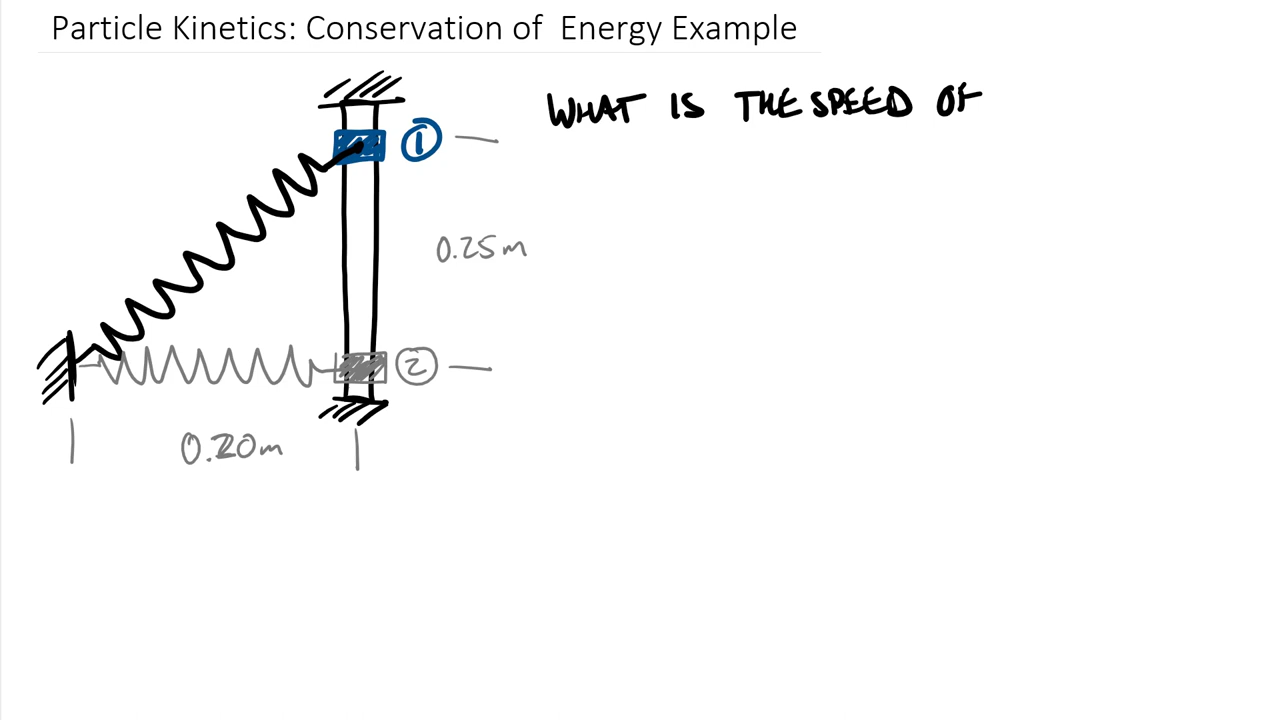 Particle Kinetics: Conservation of Energy Example
WHAT IS THE SPEED OF
1
0.25m
2
0.20m